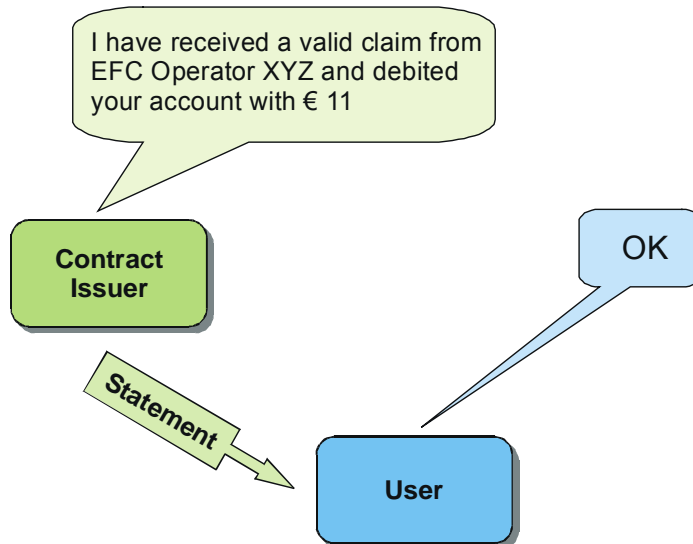 I have received a valid claim from
EFC Operator XYZ and debited
your account with € 11
Contract
Issuer
OK
Statement
User